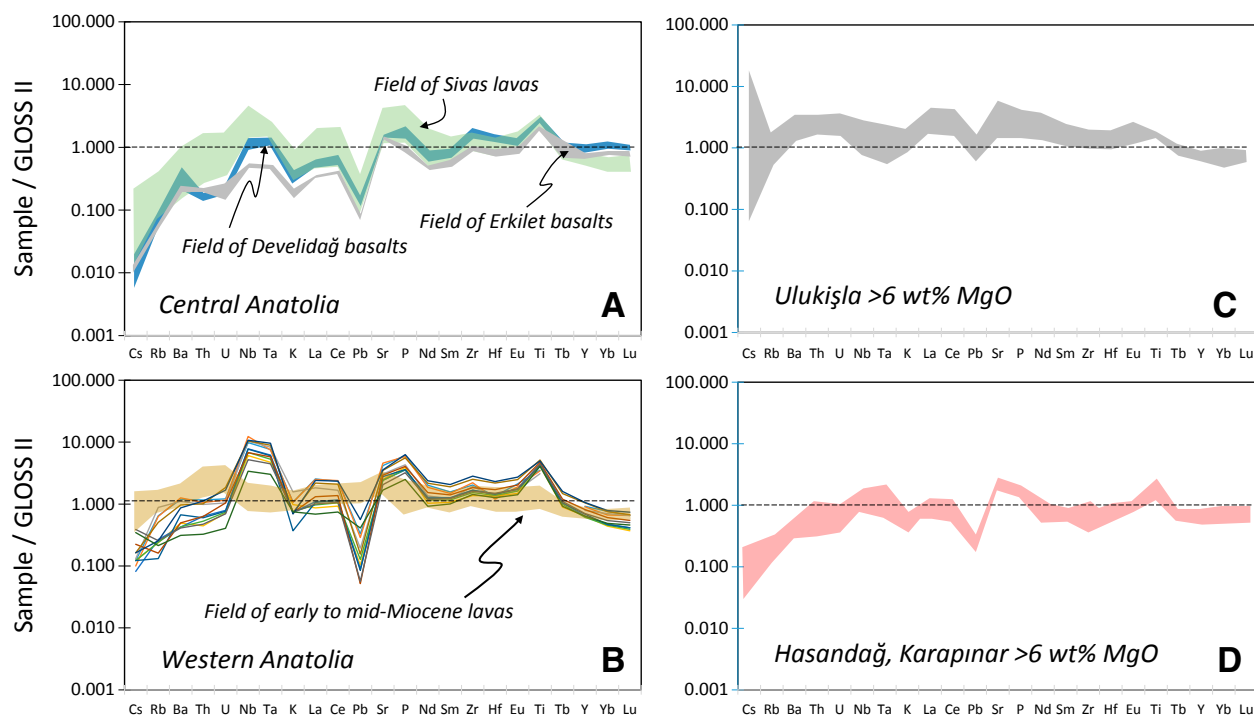 Sample / GLOSS II
100.000
10.000
1.000
0.100
0.010
0.001
Field of Sivas lavas
Field of Develidağ basalts
Field of Erkilet basalts
Central Anatolia
A
Cs Rb Ba Th U Nb Ta K La Ce Pb Sr P Nd Sm Zr Hf Eu Ti Tb Y Yb Lu
100.000
10.000
1.000
0.100
0.010
0.001
Ulukişla >6 wt% MgO
C
Cs Rb Ba Th U Nb Ta K La Ce Pb Sr P Nd Sm Zr Hf Eu Ti Tb Y Yb Lu
Sample / GLOSS II
100.000
10.000
1.000
0.100
0.010
0.001
Field of early to mid-Miocene lavas
Western Anatolia
B
Cs Rb Ba Th U Nb Ta K La Ce Pb Sr P Nd Sm Zr Hf Eu Ti Tb Y Yb Lu
100.000
10.000
1.000
0.100
0.010
0.001
Hasandağ, Karapınar >6 wt% MgO
D
Cs Rb Ba Th U Nb Ta K La Ce Pb Sr P Nd Sm Zr Hf Eu Ti Tb Y Yb Lu